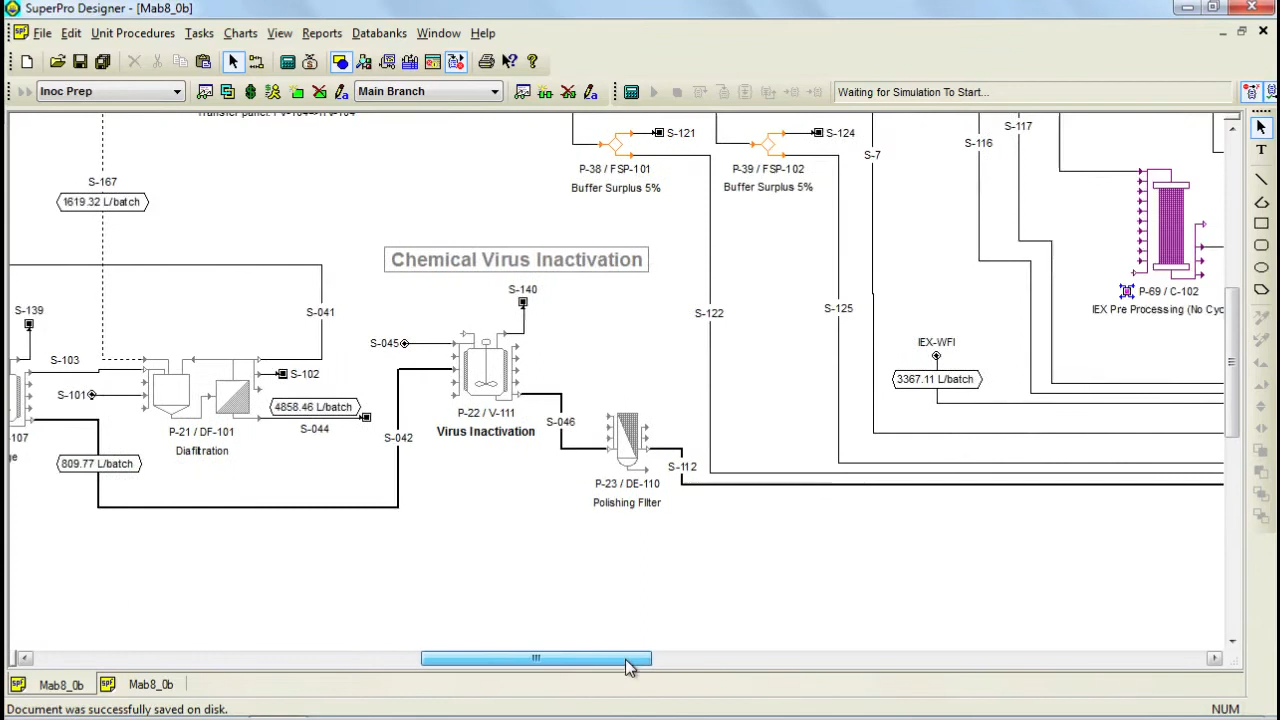 SuperPro Designer - [Mab8_0b]
File Edit Unit Procedures Tasks Charts View Reports Databanks Window Help
Inoc Prep Main Branch Waiting for Simulation To Start...
S-121 S-124 S-117
S-116
S-7
P-38 / FSP-101 P-39 / FSP-102
Buffer Surplus 5% Buffer Surplus 5%
S-167
1619.32 L/batch
Chemical Virus Inactivation
S-140
P-69 / C-102
IEX Pre Processing (No Cyc
S-139 S-041 S-122 S-125
S-045 IEX-WFI
S-103
S-102 3367.11 L/batch
S-101
4858.46 L/batch
P-22 / V-111
S-044 S-046
P-21 / DF-101 Virus Inactivation
-107 S-042
ge Diafiltration
809.77 L/batch S-112
P-23 / DE-110
Polishing FIlter
Mab8_0b Mab8_0b
Document was successfully saved on disk. NUM